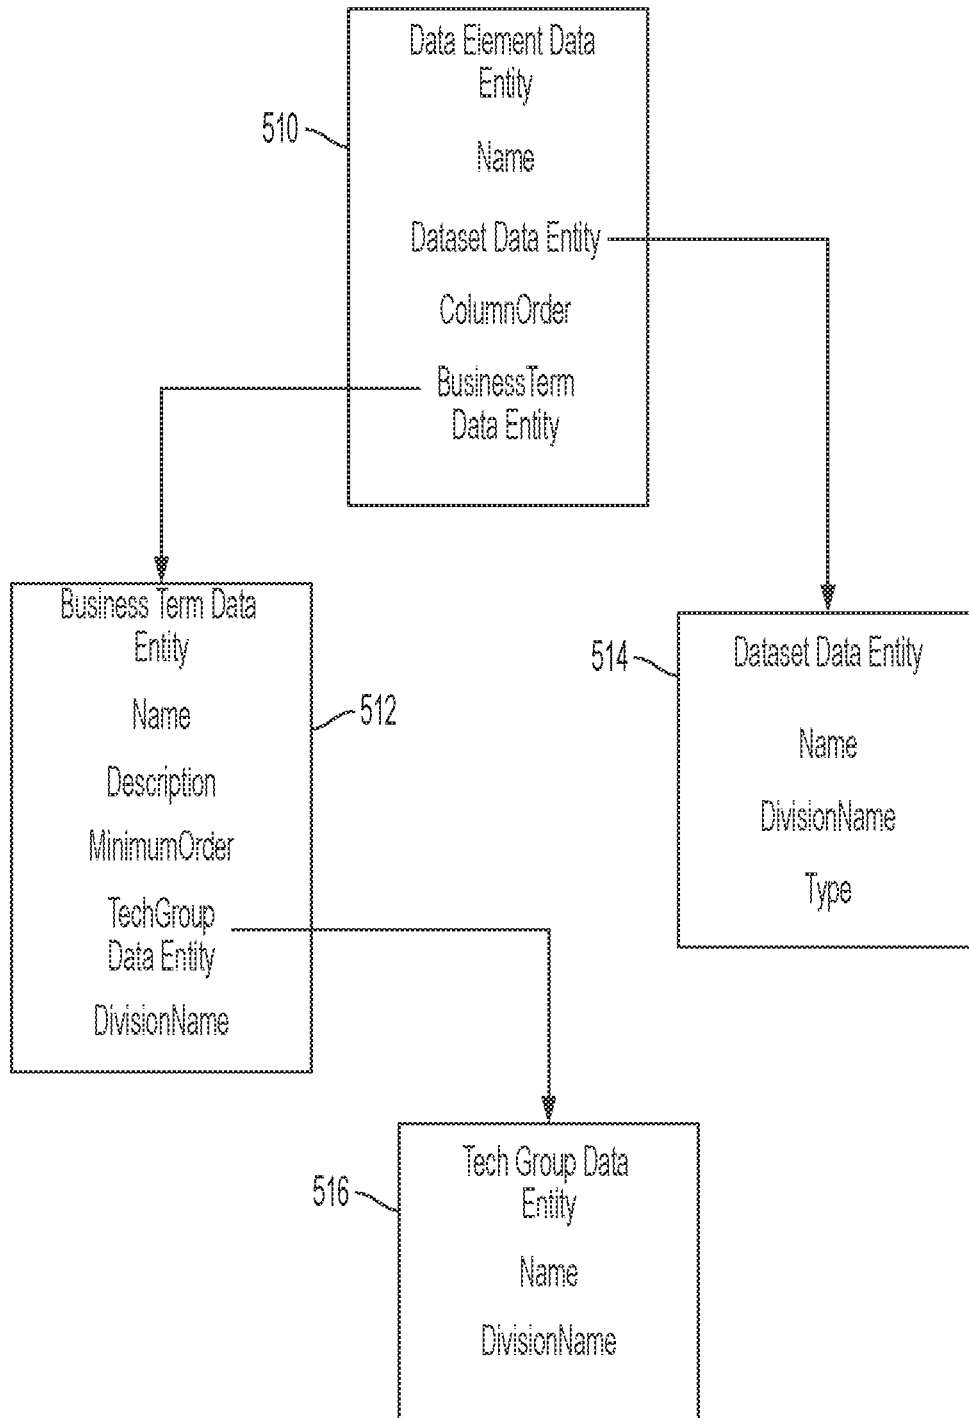 Data Element Data
Entity
510
Name
Dataset Data Entity
ColumnOrder
BusinessTerm
Data Entity
Business Term Data
Entity
512
Name
Description
MinimumOrder
TechGroup
Data Entity
DivisionName
514
Dataset Data Entity
Name
DivisionName
Type
516
Tech Group Data
Entity
Name
DivisionName